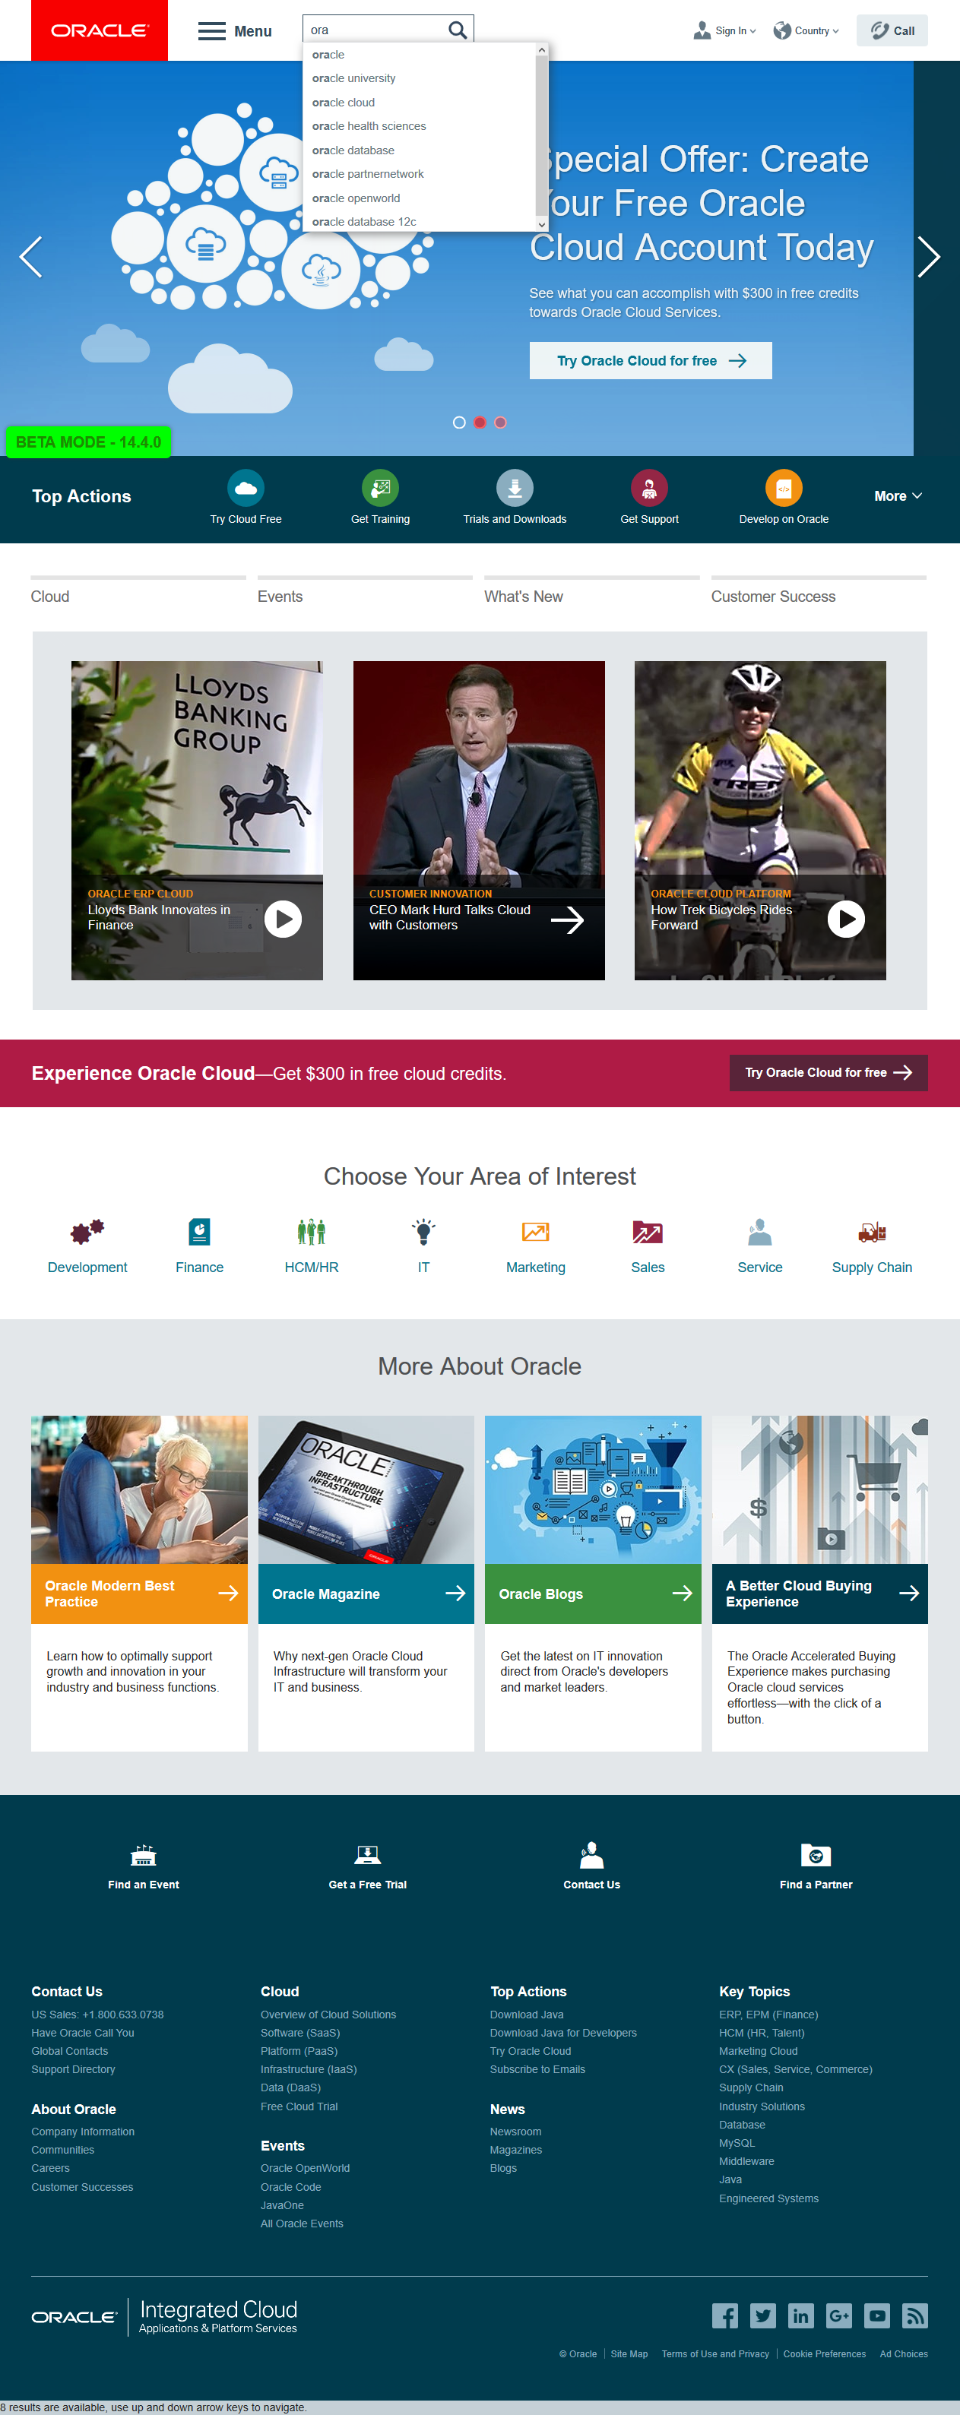 ORACLE
Menu
ora
Sign In
Country
Call
oracle
oracle university
oracle cloud
oracle health sciences
oracle database
oracle partnernetwork
oracle openworld
oracle database 12c
Special Offer: Create
Your Free Oracle
Cloud Account Today
See what you can accomplish with $300 in free credits
towards Oracle Cloud Services.
Try Oracle Cloud for free
BETA MODE - 14.4.0
Top Actions
Try Cloud Free
Get Training
Trials and Downloads
Get Support
Develop on Oracle
More
Cloud
Events
What's New
Customer Success
LLOYDS
BANKING
GROUP
ORACLE ERP CLOUD
Lloyds Bank Innovates in
Finance
CUSTOMER INNOVATION
CEO Mark Hurd Talks Cloud
with Customers
TREK
ORACLE CLOUD PLATFORM
How Trek Bicycles Rides
Forward
Experience Oracle Cloud—Get $300 in free cloud credits.
Try Oracle Cloud for free
Choose Your Area of Interest
Development
Finance
HCM/HR
IT
Marketing
Sales
Service
Supply Chain
More About Oracle
ORACLE
BREAKTHROUGH
INFRASTRUCTURE
$
Oracle Modern Best
Practice
Oracle Magazine
Oracle Blogs
A Better Cloud Buying
Experience
Learn how to optimally support
growth and innovation in your
industry and business functions.
Why next-gen Oracle Cloud
Infrastructure will transform your
IT and business.
Get the latest on IT innovation
direct from Oracle's developers
and market leaders.
The Oracle Accelerated Buying
Experience makes purchasing
Oracle cloud services
effortless—with the click of a
button.
Find an Event
Get a Free Trial
Contact Us
Find a Partner
Contact Us
US Sales: +1.800.633.0738
Have Oracle Call You
Global Contacts
Support Directory
About Oracle
Company Information
Communities
Careers
Customer Successes
Cloud
Overview of Cloud Solutions
Software (SaaS)
Platform (PaaS)
Infrastructure (IaaS)
Data (DaaS)
Free Cloud Trial
Events
Oracle OpenWorld
Oracle Code
JavaOne
All Oracle Events
Top Actions
Download Java
Download Java for Developers
Try Oracle Cloud
Subscribe to Emails
News
Newsroom
Magazines
Blogs
Key Topics
ERP, EPM (Finance)
HCM (HR, Talent)
Marketing Cloud
CX (Sales, Service, Commerce)
Supply Chain
Industry Solutions
Database
MySQL
Middleware
Java
Engineered Systems
ORACLE
Integrated Cloud
Applications & Platform Services
© Oracle
Site Map
Terms of Use and Privacy
Cookie Preferences
Ad Choices
8 results are available, use up and down arrow keys to navigate.